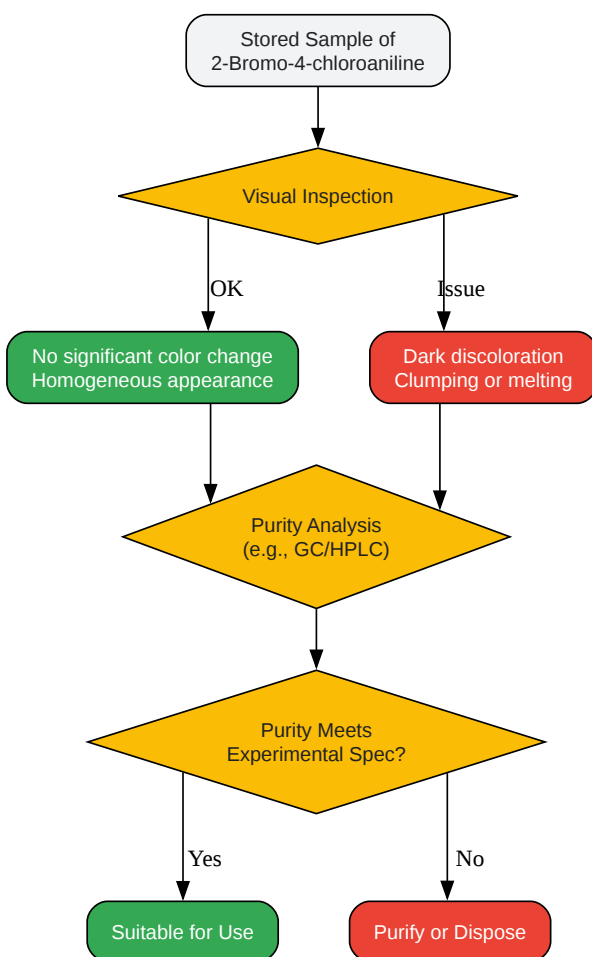 Stored Sample of
2-Bromo-4-chloroaniline
Visual Inspection
OK
Issue
No significant color change
Homogeneous appearance
Dark discoloration
Clumping or melting
Purity Analysis
(e.g., GC/HPLC)
Purity Meets
Experimental Spec?
Yes
No
Suitable for Use
Purify or Dispose